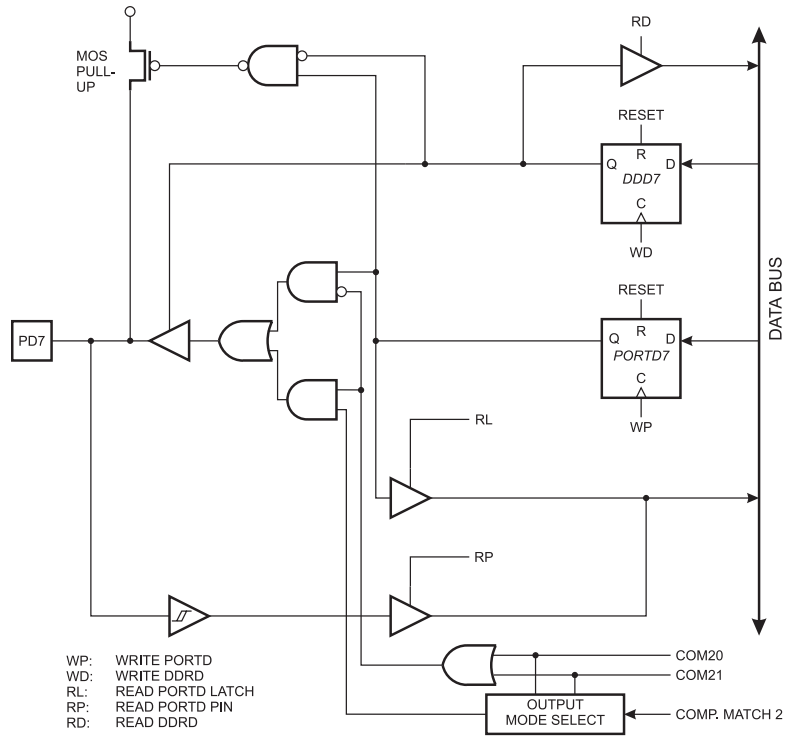 RD
MOS
PULL-
UP
RESET
R
Q
D
DDD7
C
WD
DATA BUS
RESET
R
Q
D
PD7
PORTD7
C
WP
RL
RP
WP: WRITE PORTD
WD: WRITE DDRD
RL: READ PORTD LATCH
RP: READ PORTD PIN
RD: READ DDRD
COM20
COM21
OUTPUT
MODE SELECT
COMP. MATCH 2